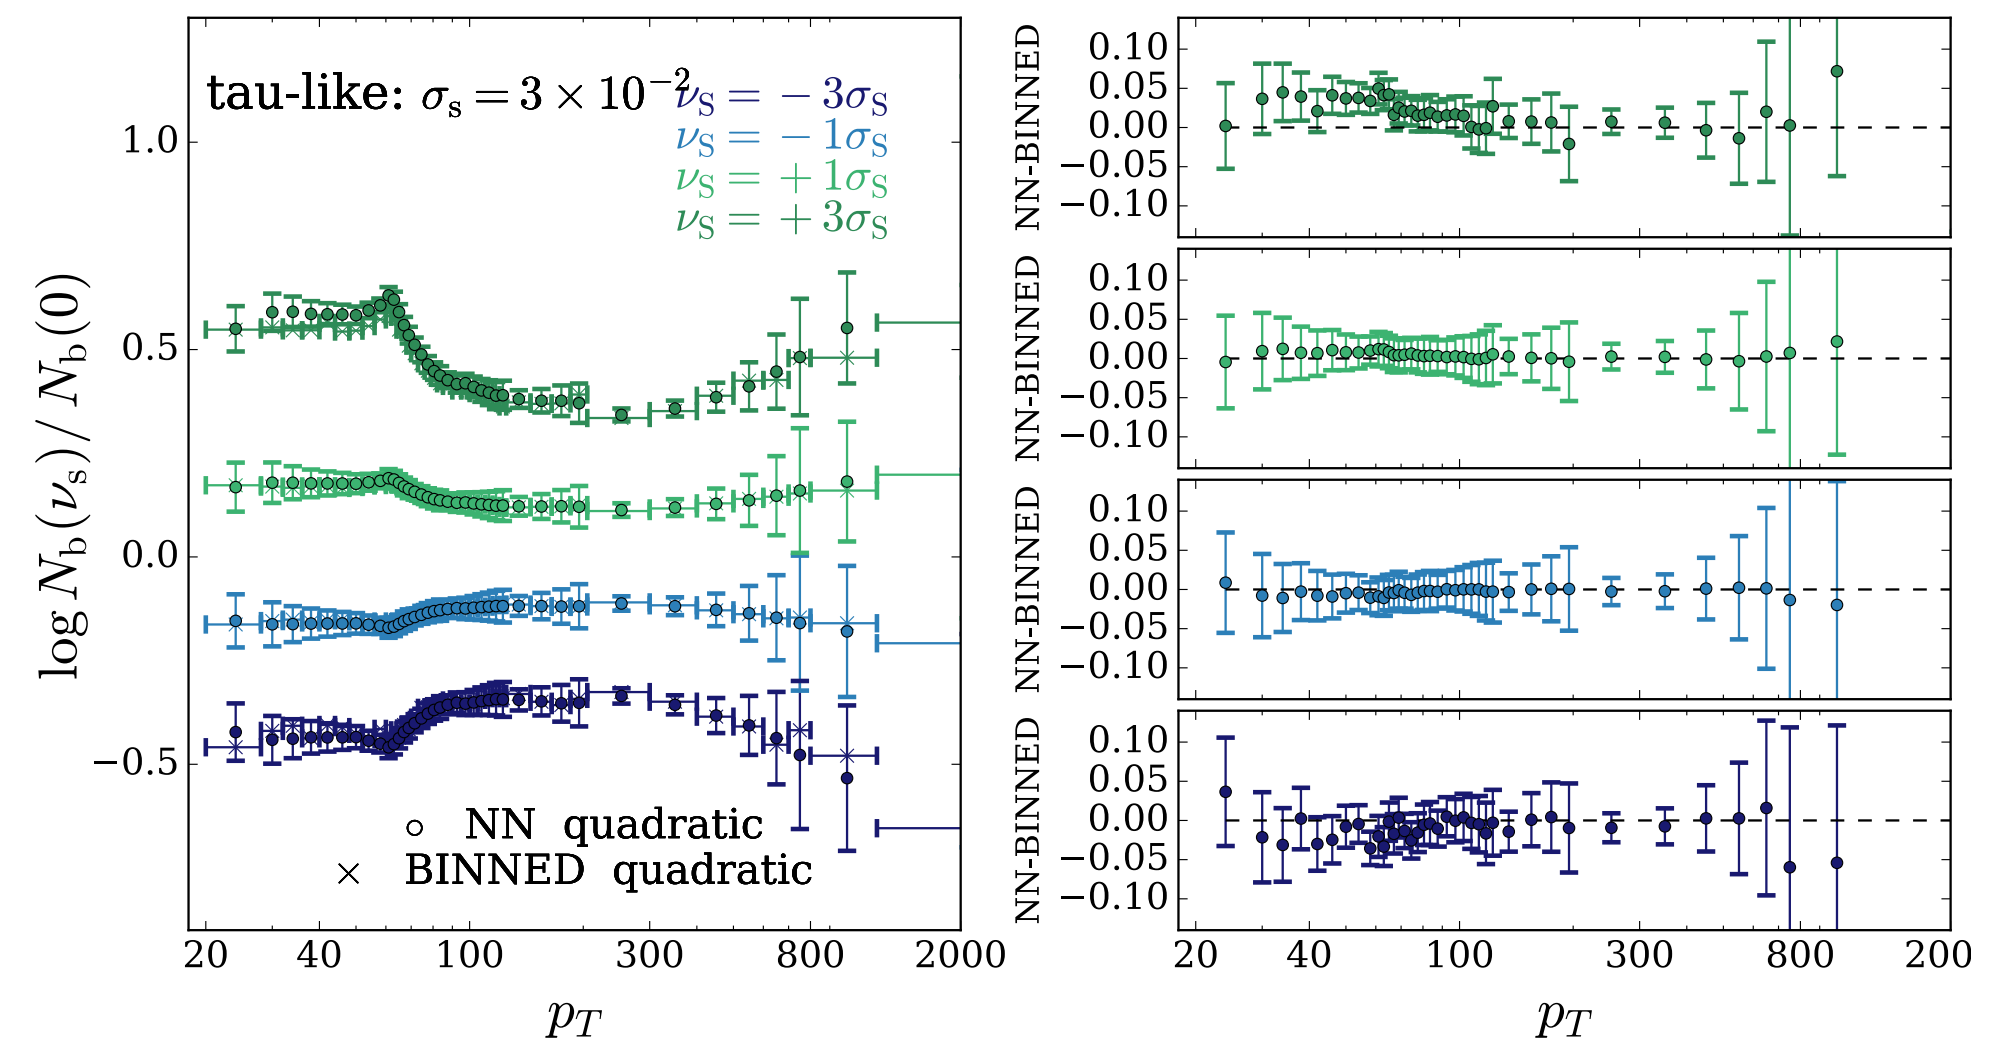 tau-like: σs = 3 × 10−2
νS = − 3σS
νS = − 1σS
νS = + 1σS
νS = + 3σS
1.0
0.5
0.0
−0.5
log Nb(νs)/ Nb(0)
NN quadratic
BINNED quadratic
20 40 100 300 800 2000
pT
NN-BINNED
0.10
0.05
0.00
−0.05
−0.10
NN-BINNED
0.10
0.05
0.00
−0.05
−0.10
NN-BINNED
0.10
0.05
0.00
−0.05
−0.10
NN-BINNED
0.10
0.05
0.00
−0.05
−0.10
20 40 100 300 800 200
pT